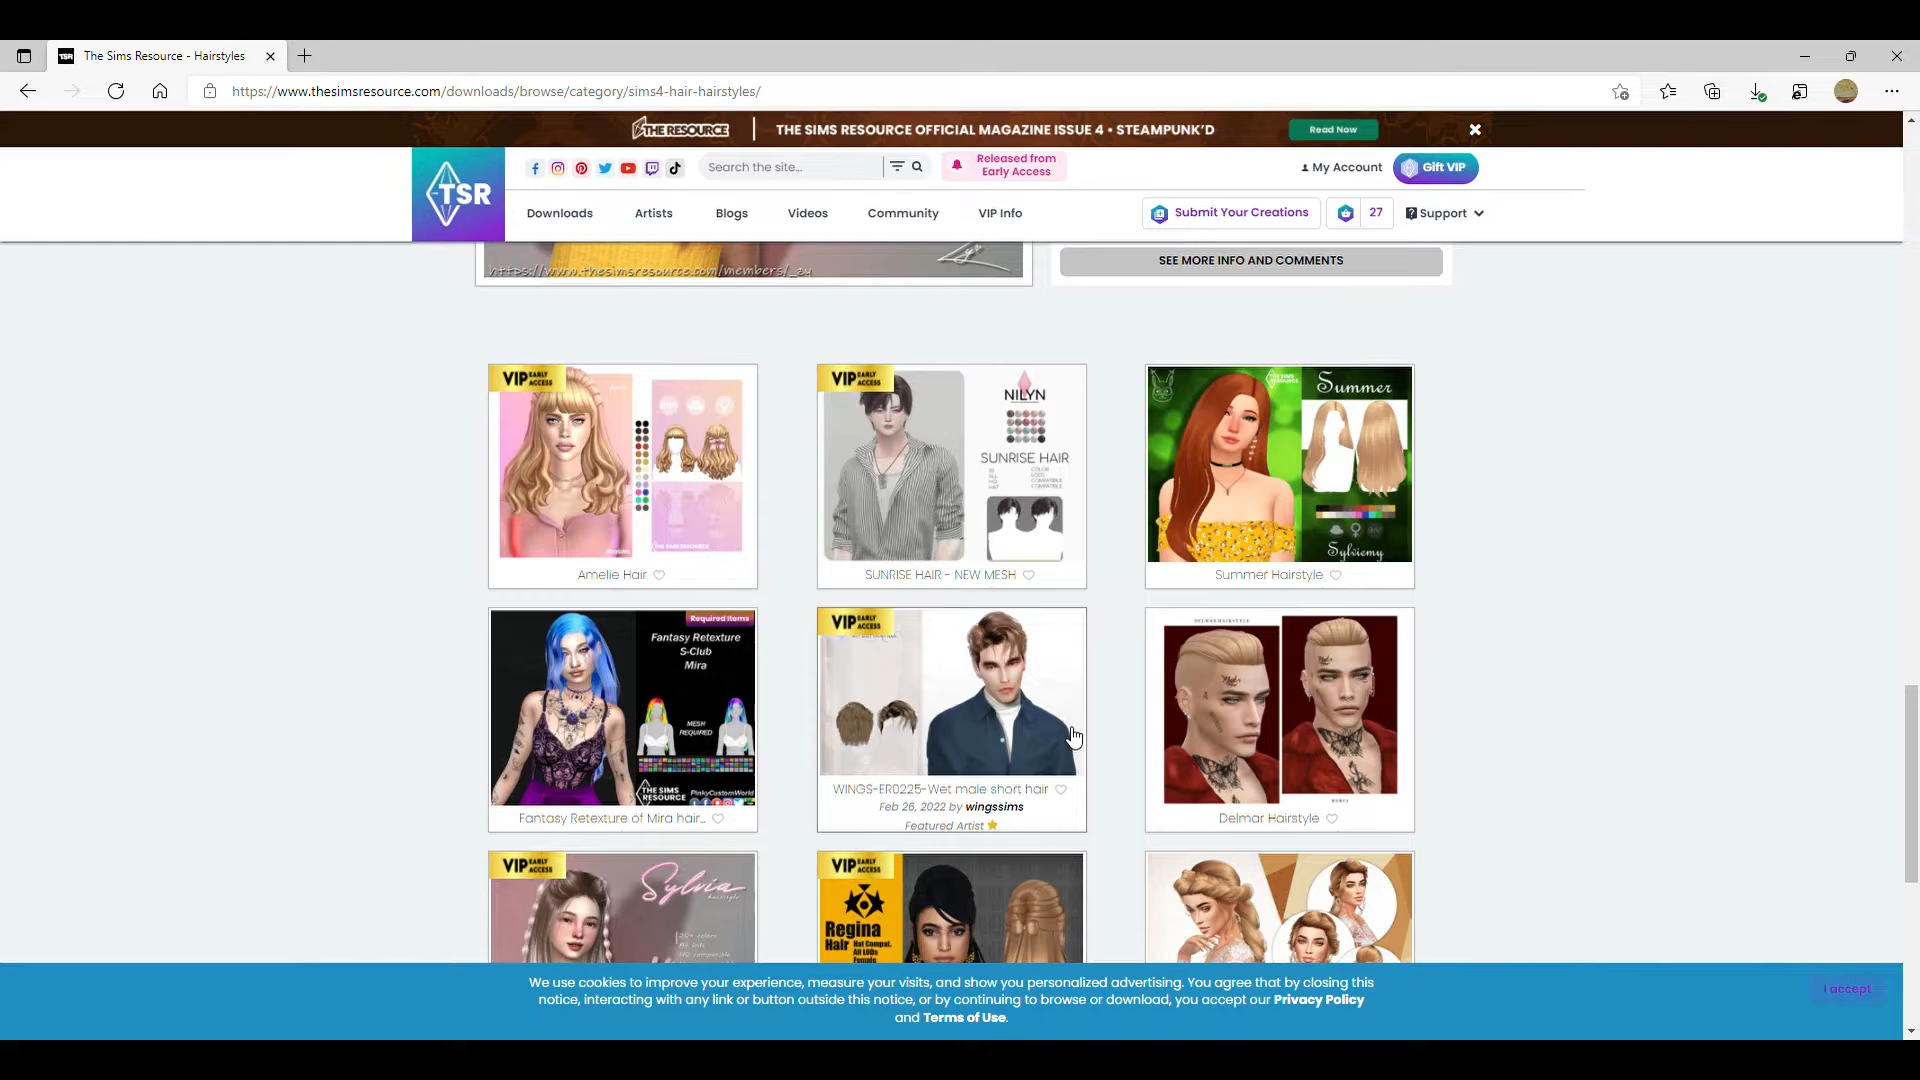 The Sims Resource - Hairstyles
https://www.thesimsresource.com/downloads/browse/category/sims4-hair-hairstyles/
THE RESOURCE
THE SIMS RESOURCE OFFICIAL MAGAZINE ISSUE 4 • STEAMPUNK'D
Read Now
TSR
Search the site...
Released from
Early Access
My Account
Gift VIP
Downloads
Artists
Blogs
Videos
Community
VIP Info
Submit Your Creations
27
Support
https://www.thesimsresource.com/members/_zy
SEE MORE INFO AND COMMENTS
VIP EARLY ACCESS
THE SIMS RESOURCE
Amelie Hair
VIP EARLY ACCESS
NILYN
SUNRISE HAIR
SUNRISE HAIR - NEW MESH
Summer
Sylviemy
Summer Hairstyle
Required Items
Fantasy Retexture
S-Club
Mira
MESH
REQUIRED
THE SIMS
RESOURCE
PinkyCustomWorld
Fantasy Retexture of Mira hair...
VIP EARLY ACCESS
WINGS-ER0225-Wet male short hair
Feb 26, 2022 by wingssims
Featured Artist
DELMAR HAIRSTYLE
Delmar Hairstyle
VIP EARLY ACCESS
Sylvia
hairstyle
VIP EARLY ACCESS
Regina
Hair
Hat Compat.
All LODs
Female
We use cookies to improve your experience, measure your visits, and show you personalized advertising. You agree that by closing this
notice, interacting with any link or button outside this notice, or by continuing to browse or download, you accept our Privacy Policy
and Terms of Use.
I accept